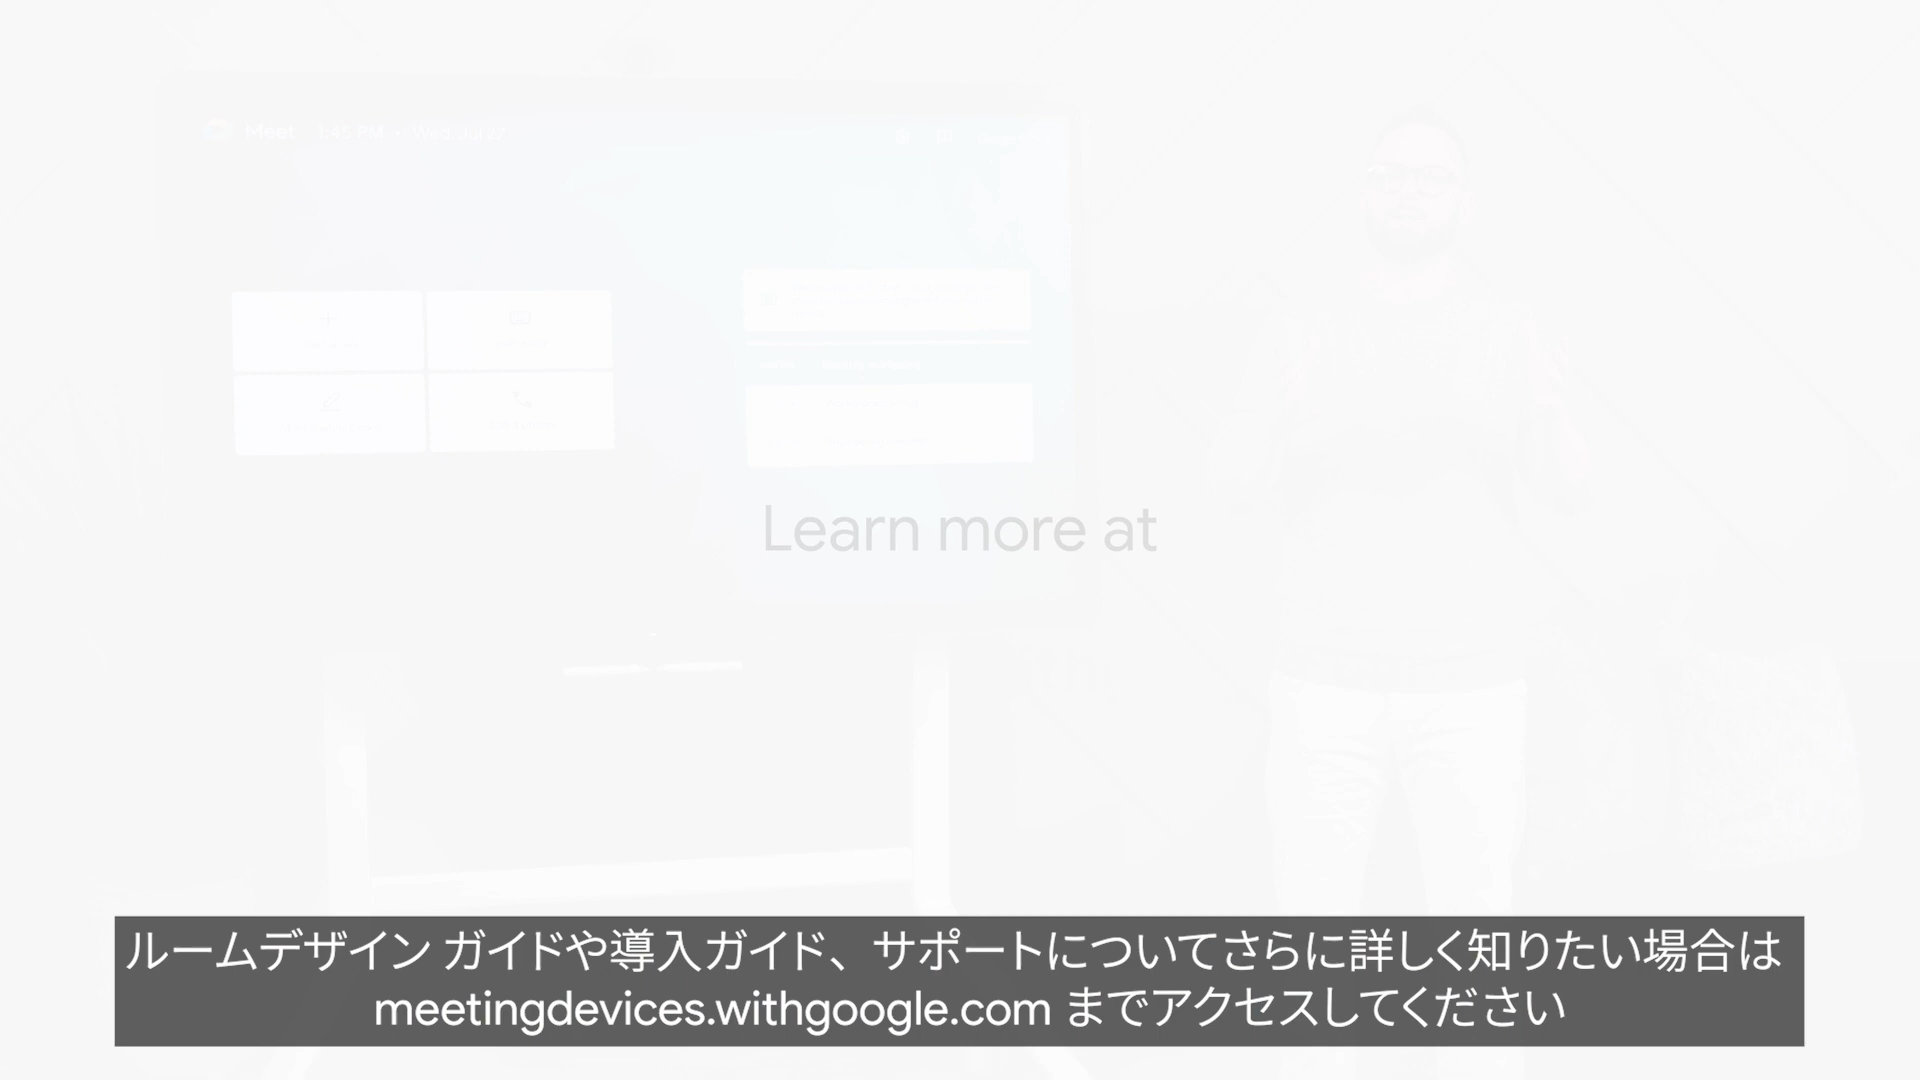 Meet
Learn more at
ルームデザイン ガイドや導入ガイド、サポートについてさらに詳しく知りたい場合は
meetingdevices.withgoogle.com までアクセスしてください